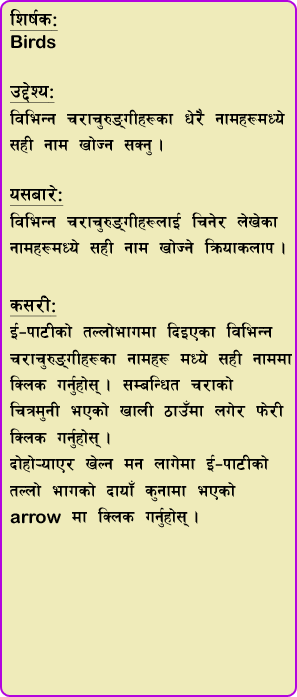 शिर्षक:
Birds
उद्देश्य:
विभिन्न चराचुरुङ्गीहरूका धेरै नामहरूमध्ये
सही नाम खोज्न सक्नु ।
यसबारे:
विभिन्न चराचुरुङ्गीहरूलाई चिनेर लेखेका
नामहरूमध्ये सही नाम खोज्ने क्रियाकलाप ।
कसरी:
ई-पाटीको तल्लोभागमा दिइएका विभिन्न
चराचुरुङ्गीहरूका नामहरू मध्ये सही नाममा
क्लिक गर्नुहोस् । सम्बन्धित चराको
चित्रमुनी भएको खाली ठाउँमा लगेर फेरी
क्लिक गर्नुहोस् ।
दोहोऱ्याएर खेल्न मन लागेमा ई-पाटीको
तल्लो भागको दायाँ कुनामा भएको
arrow मा क्लिक गर्नुहोस् ।